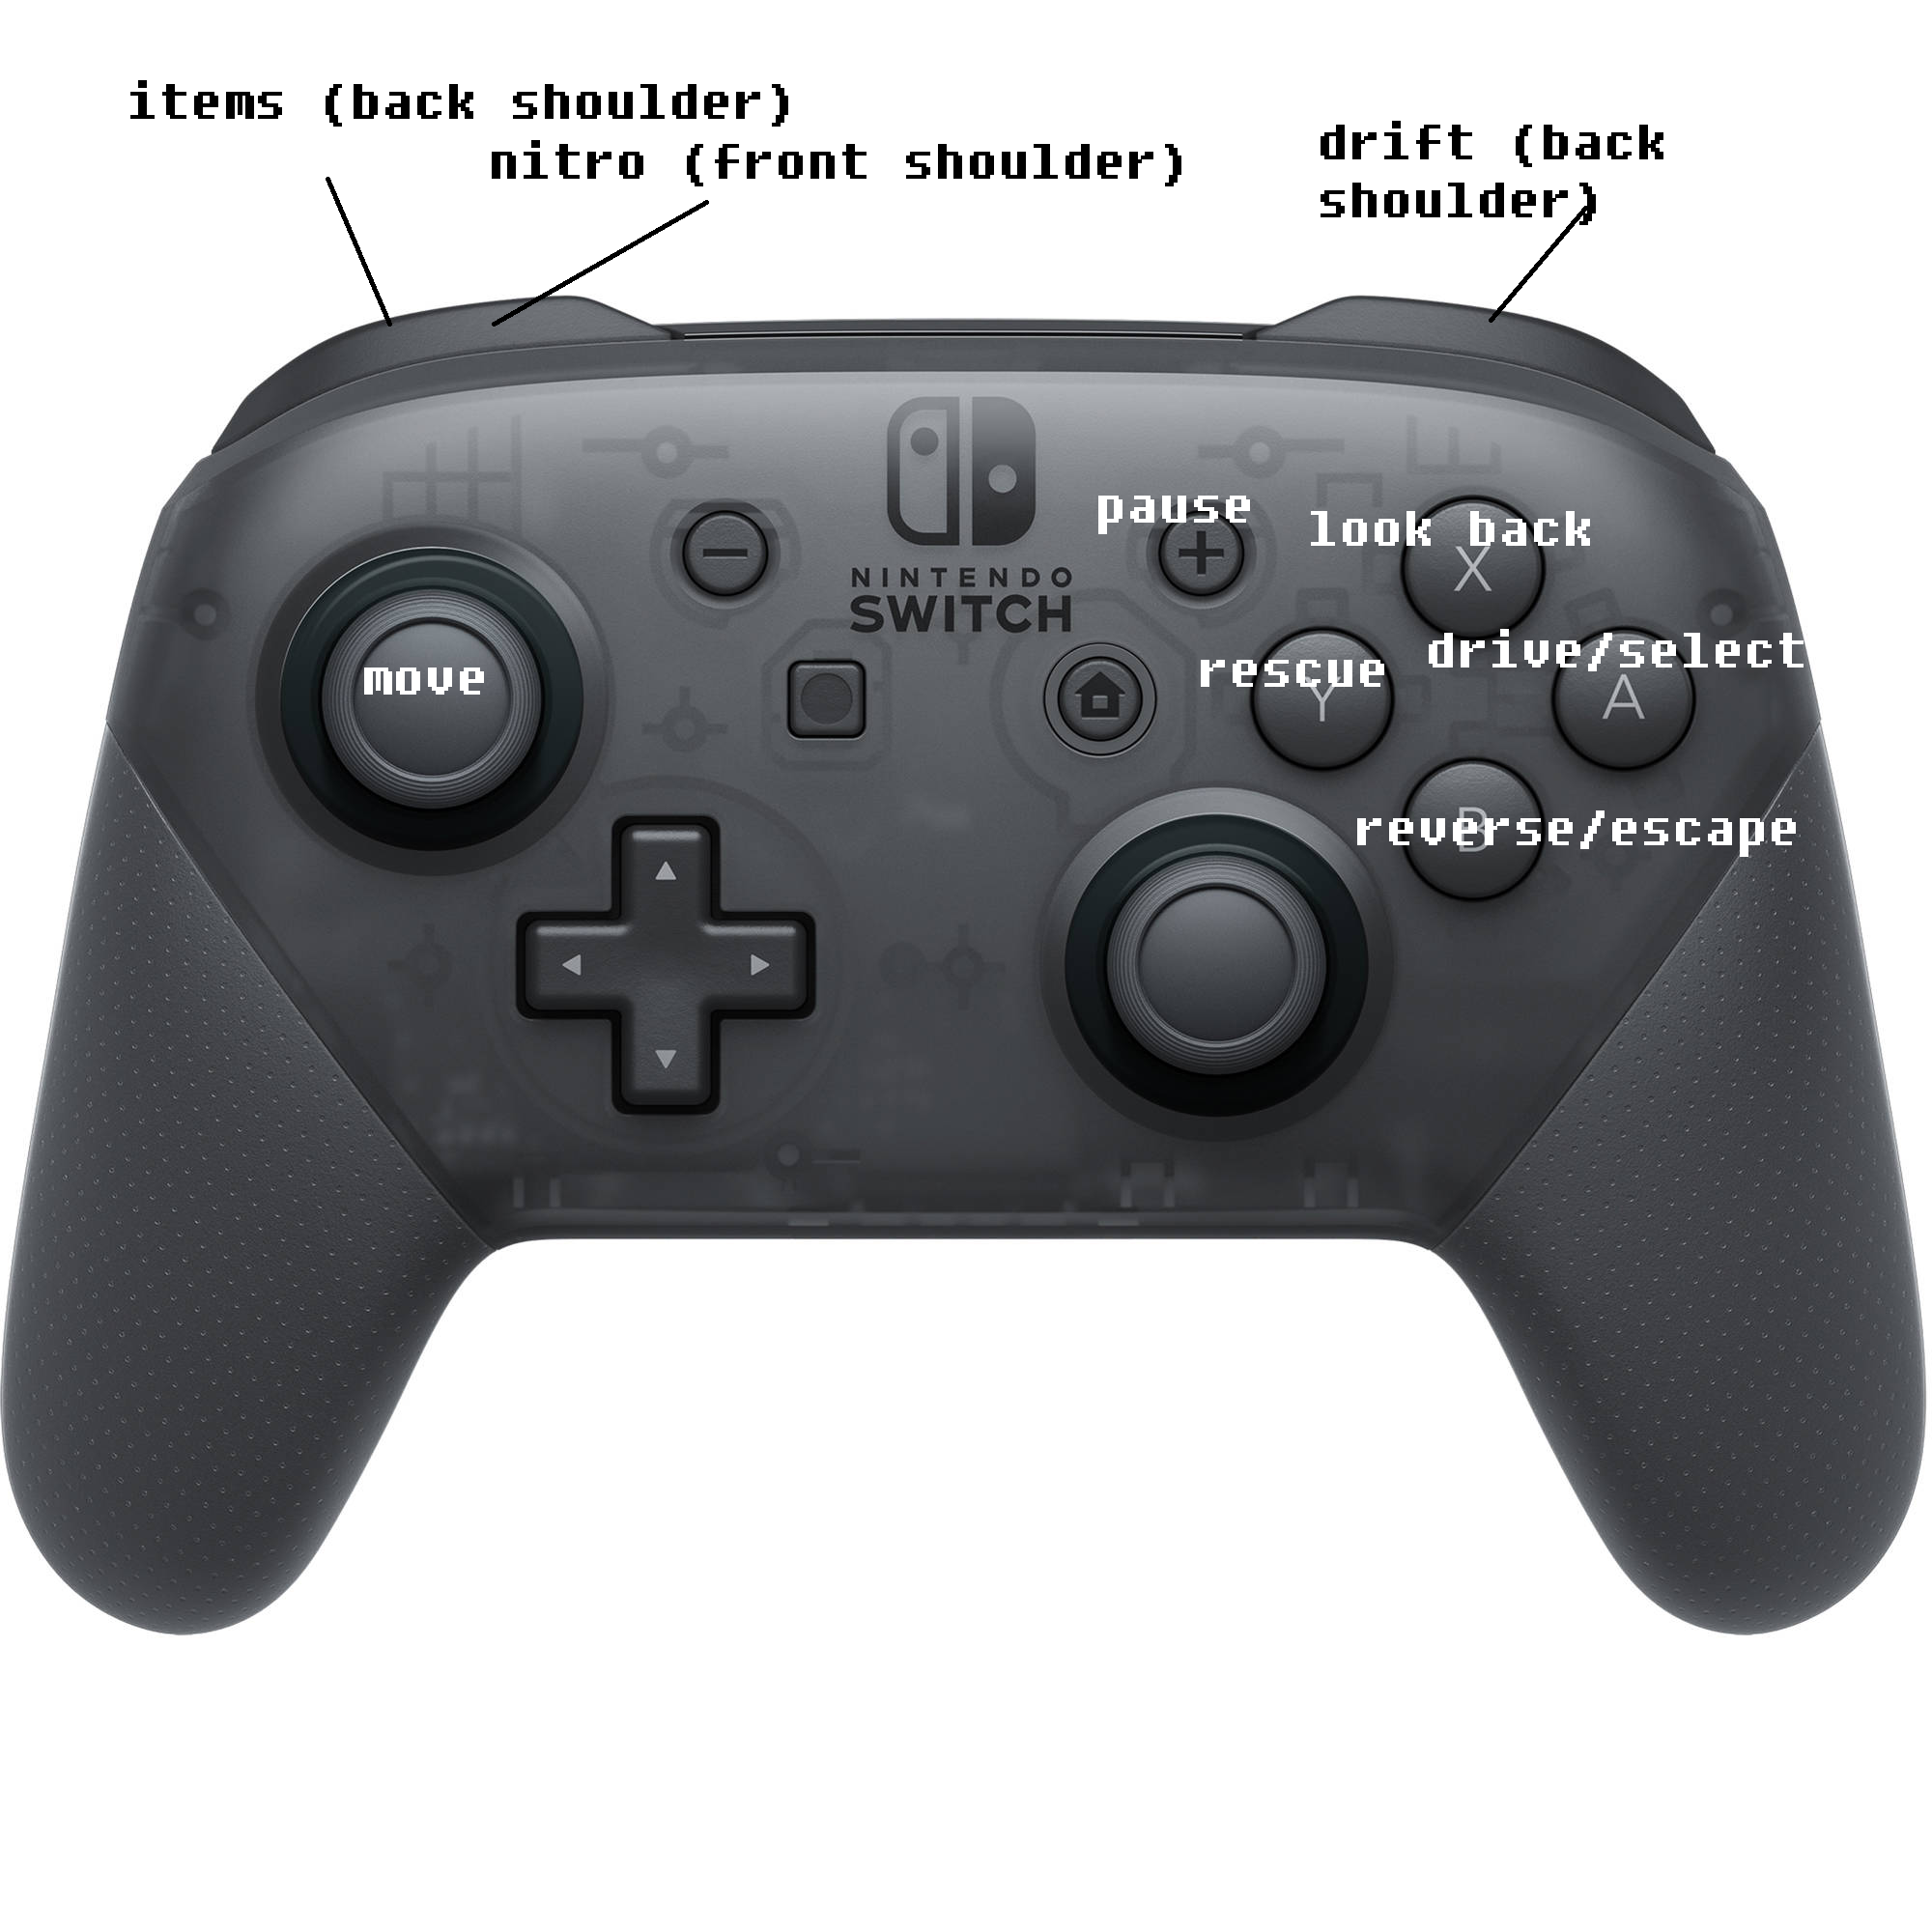 items (back shoulder)
nitro (front shoulder)
drift (back
shoulder)
pause
look back
X
NINTENDO
SWITCH
move
rescue
Y
drive/select
A
reverse/escape
B